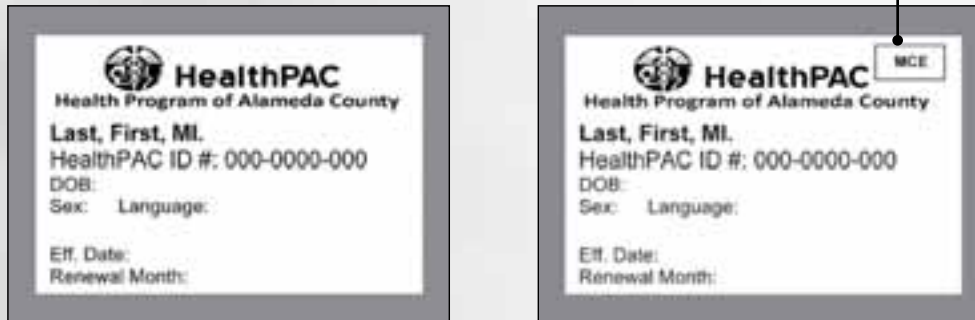 HealthPAC
Health Program of Alameda County
Last, First, MI.
HealthPAC ID #: 000-0000-000
DOB:
Sex: Language:
Eff. Date:
Renewal Month:
MCE
HealthPAC
Health Program of Alameda County
Last, First, MI.
HealthPAC ID #: 000-0000-000
DOB:
Sex: Language:
Eff. Date:
Renewal Month: